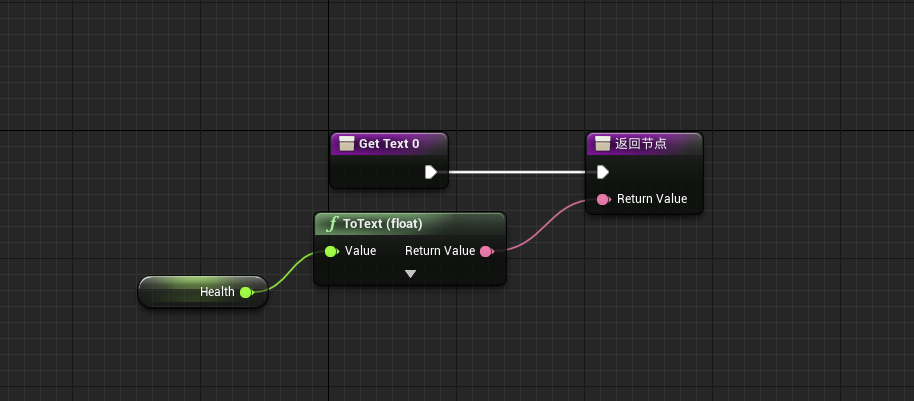 Get Text 0
返回节点
Return Value
ƒ ToText (float)
Value
Return Value
Health